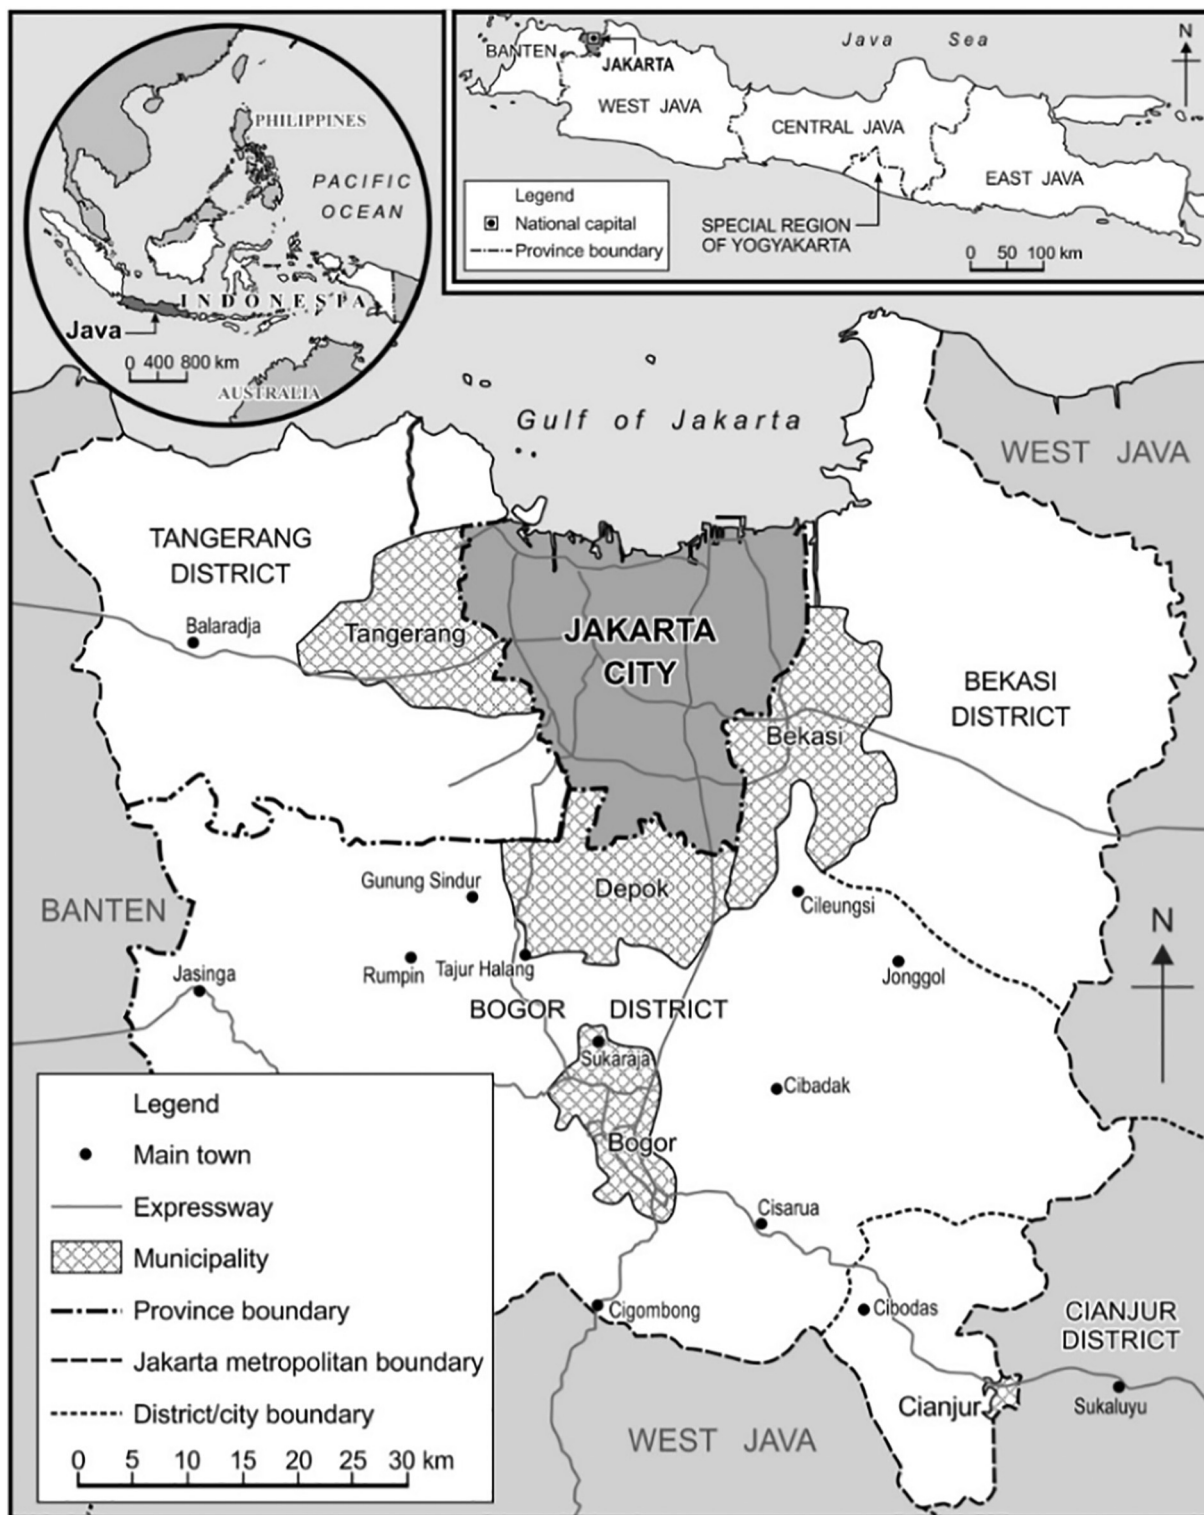 PHILIPPINES
PACIFIC
OCEAN
INDONESIA
Java
0 400 800 km
AUSTRALIA
Java Sea
N
BANTEN
JAKARTA
WEST JAVA
CENTRAL JAVA
EAST JAVA
Legend
National capital
Province boundary
SPECIAL REGION
OF YOGYAKARTA
0 50 100 km
Gulf of Jakarta
WEST JAVA
TANGERANG
DISTRICT
Balaradja
Tangerang
JAKARTA
CITY
BEKASI
DISTRICT
Bekasi
Gunung Sindur
Depok
Cileungsi
BANTEN
N
Jasinga
Rumpin
Tajur Halang
Jonggol
BOGOR DISTRICT
Sukaraja
Cibadak
Bogor
Cisarua
Cigombong
Cibodas
CIANJUR
DISTRICT
Cianjur
Sukaluyu
WEST JAVA
Legend
Main town
Expressway
Municipality
Province boundary
Jakarta metropolitan boundary
District/city boundary
0 5 10 15 20 25 30 km